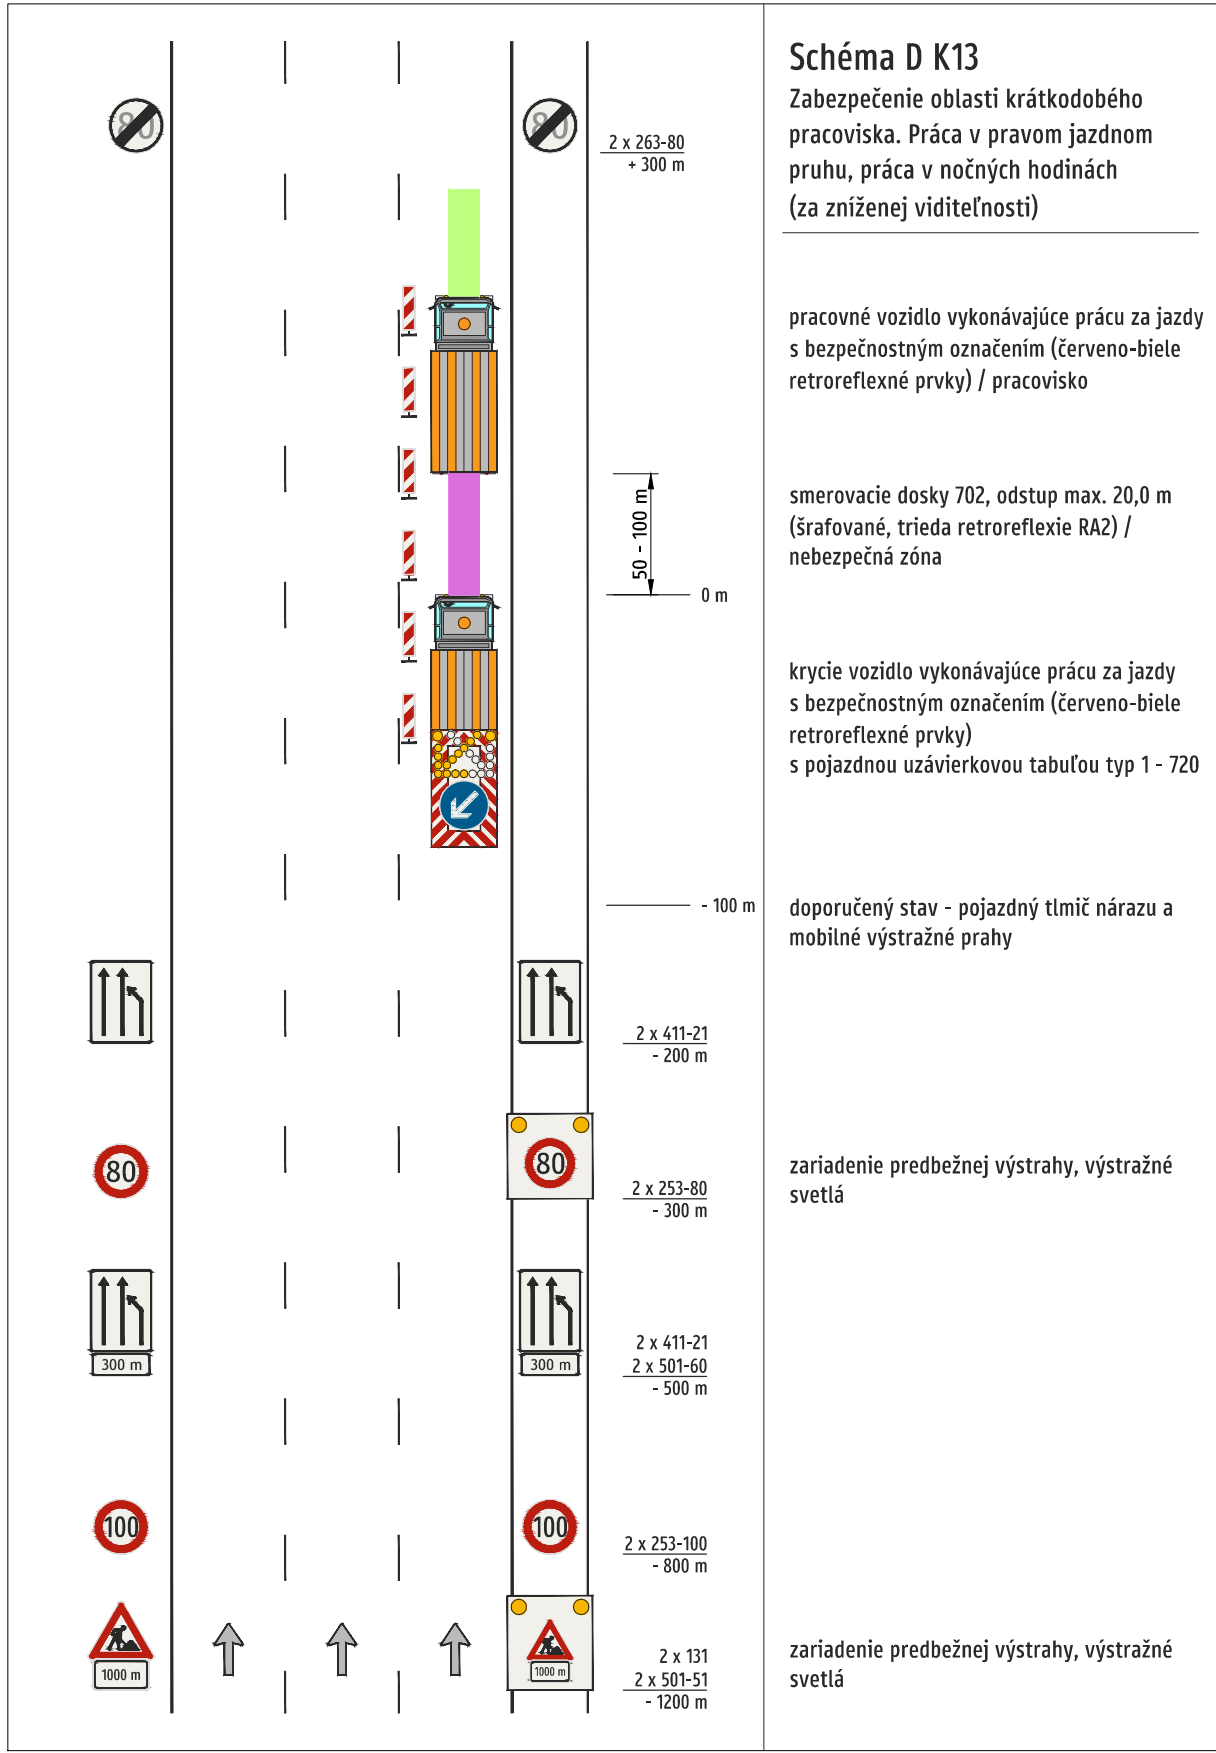 Schéma D K13
Zabezpečenie oblasti krátkodobého
pracoviska. Práca v pravom jazdnom
pruhu, práca v nočných hodinách
(za zníženej viditeľnosti)
80
80
2 x 263-80
+ 300 m
pracovné vozidlo vykonávajúce prácu za jazdy
s bezpečnostným označením (červeno-biele
retroreflexné prvky) / pracovisko
50 - 100 m
smerovacie dosky 702, odstup max. 20,0 m
(šrafované, trieda retroreflexie RA2) /
nebezpečná zóna
0 m
krycie vozidlo vykonávajúce prácu za jazdy
s bezpečnostným označením (červeno-biele
retroreflexné prvky)
s pojazdnou uzávierkovou tabuľou typ 1 - 720
- 100 m
doporučený stav - pojazdný tlmič nárazu a
mobilné výstražné prahy
2 x 411-21
- 200 m
80
80
2 x 253-80
- 300 m
zariadenie predbežnej výstrahy, výstražné
svetlá
300 m
300 m
2 x 411-21
2 x 501-60
- 500 m
100
100
2 x 253-100
- 800 m
1000 m
1000 m
2 x 131
2 x 501-51
- 1200 m
zariadenie predbežnej výstrahy, výstražné
svetlá